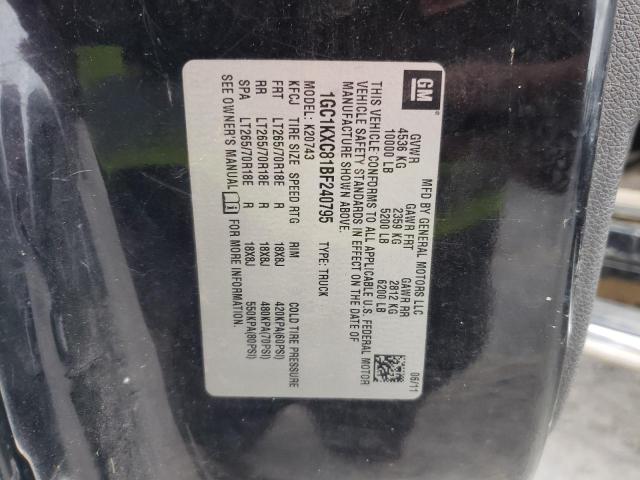 GM
MFD BY GENERAL MOTORS LLC
06/11
GVWR GAWR FRT GAWR RR
4536 KG 2359 KG 2812 KG
10000 LB 5200 LB 6200 LB
THIS VEHICLE CONFORMS TO ALL APPLICABLE U.S. FEDERAL MOTOR
VEHICLE SAFETY STANDARDS IN EFFECT ON THE DATE OF
MANUFACTURE SHOWN ABOVE.
1GC1KXC81BF240795 TYPE: TRUCK
MODEL: K20743
KFCJ TIRE SIZE SPEED RTG RIM COLD TIRE PRESSURE
FRT LT265/70R18E R 18X8J 420KPA(60PSI)
RR LT265/70R18E R 18X8J 480KPA(70PSI)
SPA LT265/70R18E R 18X8J 550KPA(80PSI)
SEE OWNER'S MANUAL i FOR MORE INFORMATION.